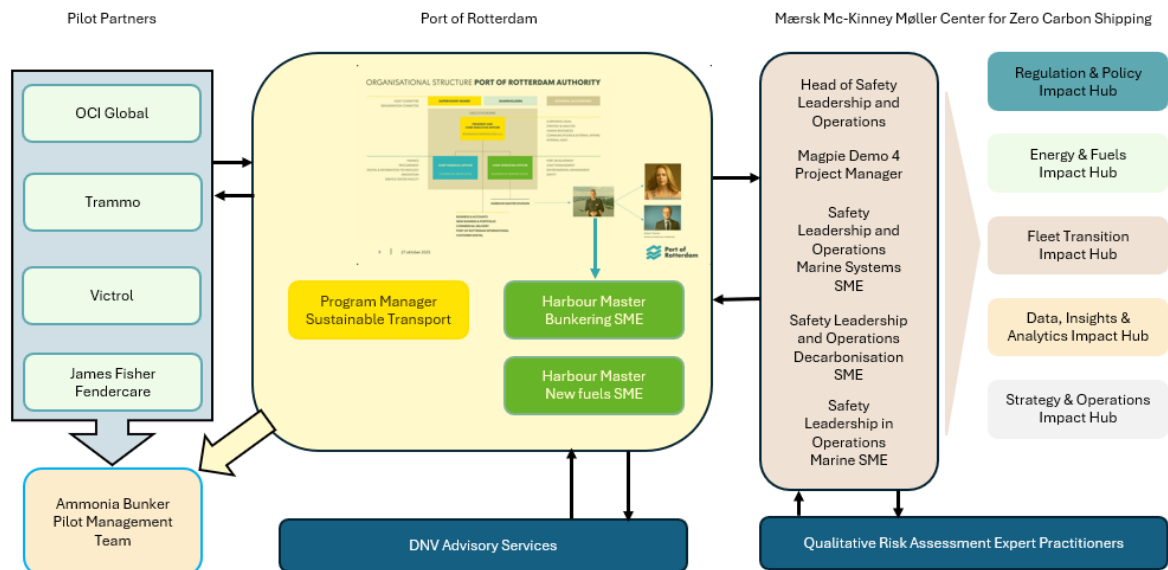 Pilot Partners
Port of Rotterdam
Mærsk Mc-Kinney Møller Center for Zero Carbon Shipping
OCI Global
Trammo
Victrol
James Fisher
Fendercare
Ammonia Bunker
Pilot Management
Team
ORGANISATIONAL STRUCTURE PORT OF ROTTERDAM AUTHORITY
27 oktober 2023
Port of
Rotterdam
Program Manager
Sustainable Transport
Harbour Master
Bunkering SME
Harbour Master
New fuels SME
DNV Advisory Services
Head of Safety
Leadership and
Operations
Magpie Demo 4
Project Manager
Safety
Leadership and
Operations
Marine Systems
SME
Safety Leadership
and Operations
Decarbonisation
SME
Safety
Leadership in
Operations
Marine SME
Qualitative Risk Assessment Expert Practitioners
Regulation & Policy
Impact Hub
Energy & Fuels
Impact Hub
Fleet Transition
Impact Hub
Data, Insights &
Analytics Impact Hub
Strategy & Operations
Impact Hub